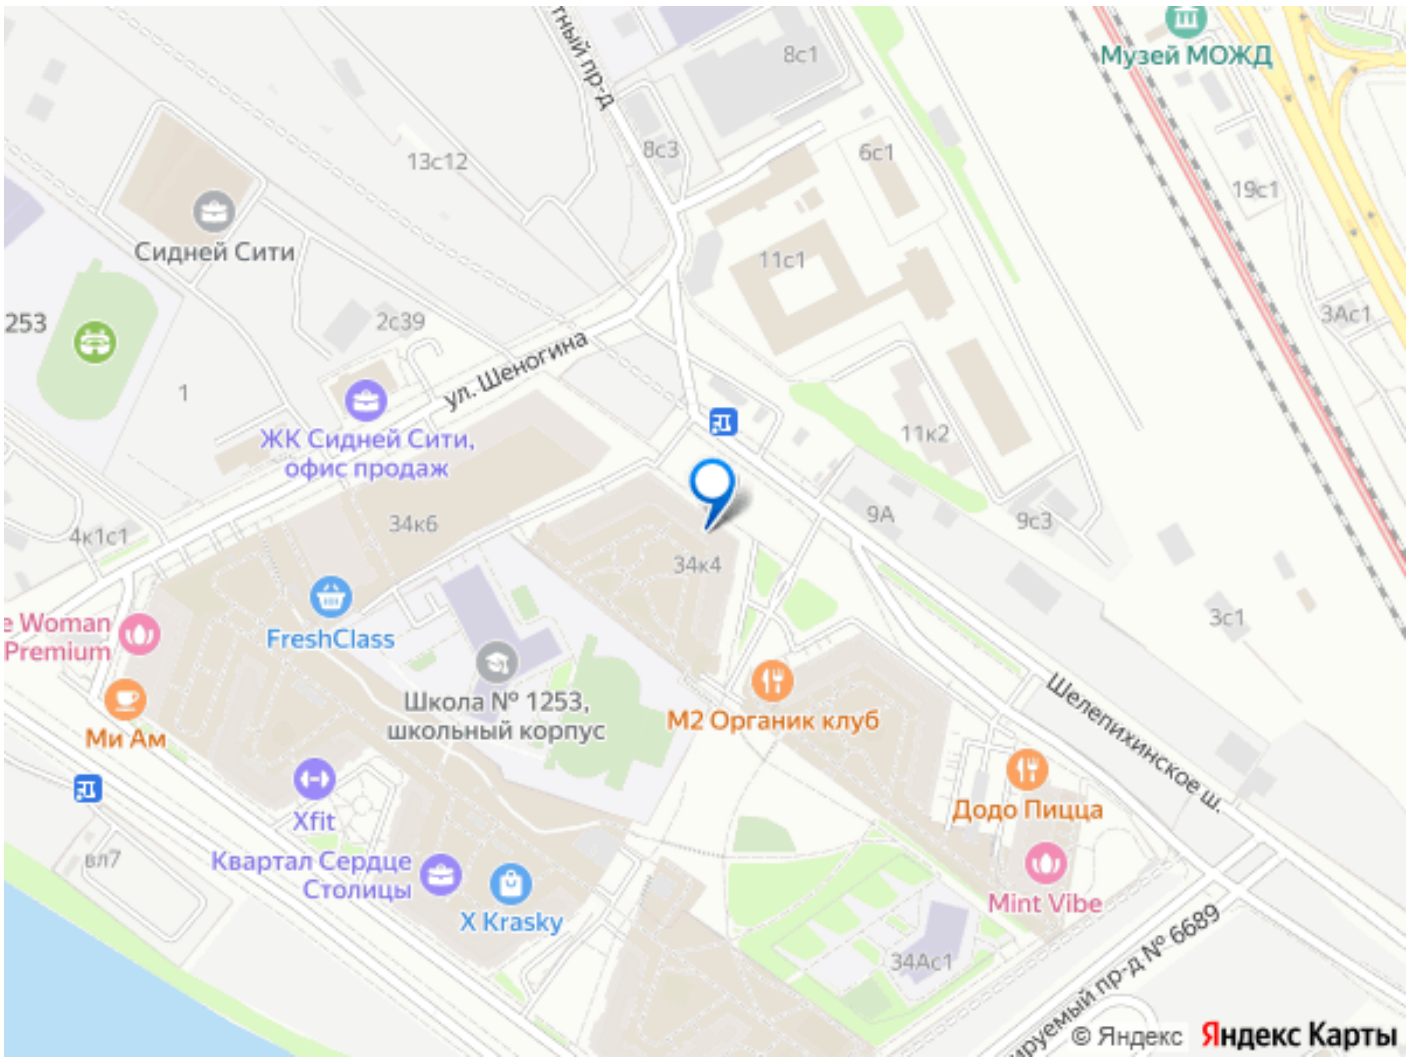 тный пр-д
8с1
Музей МОЖД
8с3
6с1
13с12
19с1
Сидней Сити
11с1
253
2с39
3Ас1
ул. Шеногина
1
ЖК Сидней Сити,
офис продаж
11к2
34к6
9А
9с3
4к1с1
34к4
FreshClass
3с1
e Woman
Premium
Школа № 1253,
школьный корпус
М2 Органик клуб
Ми Ам
Шелепихинское ш.
Xfit
Додо Пицца
вл7
Квартал Сердце
Столицы
X Krasky
Mint Vibe
34Ас1
ируемый пр-д № 6689
© Яндекс Яндекс Карты